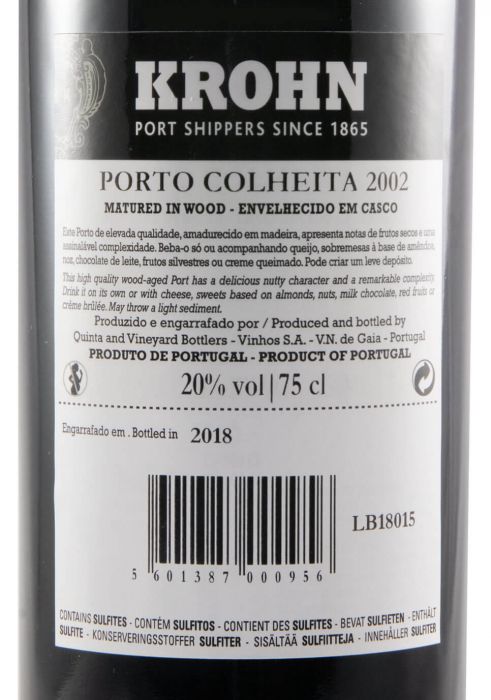 KROHN
PORT SHIPPERS SINCE 1865
PORTO COLHEITA 2002
MATURED IN WOOD - ENVELHECIDO EM CASCO
Este Porto de elevada qualidade, amadurecido em madeira, apresenta notas de frutos secos e uma
assinalável complexidade. Beba-o só ou acompanhando queijo, sobremesas à base de amêndoa,
noz, chocolate de leite, frutos silvestres ou creme queimado. Pode criar um leve depósito.
This high quality wood-aged Port has a delicious nutty character and a remarkable complexity.
Drink it on its own or with cheese, sweets based on almonds, nuts, milk chocolate, red fruits or
crème brûlée. May throw a light sediment.
Produzido e engarrafado por / Produced and bottled by
Quinta and Vineyard Bottlers - Vinhos S.A. - V.N. de Gaia - Portugal
PRODUTO DE PORTUGAL - PRODUCT OF PORTUGAL
20% vol | 75 cl
Engarrafado em . Bottled in 2018
LB18015
5 601387 000956
CONTAINS SULFITES - CONTÉM SULFITOS - CONTIENT DES SULFITES - BEVAT SULFIETEN - ENTHÄLT
SULFITE - KONSERVERINGSSTOFFER SULFITER - SISÄLTÄÄ SULFIITTEJA - INNEHÅLLER SULFITER